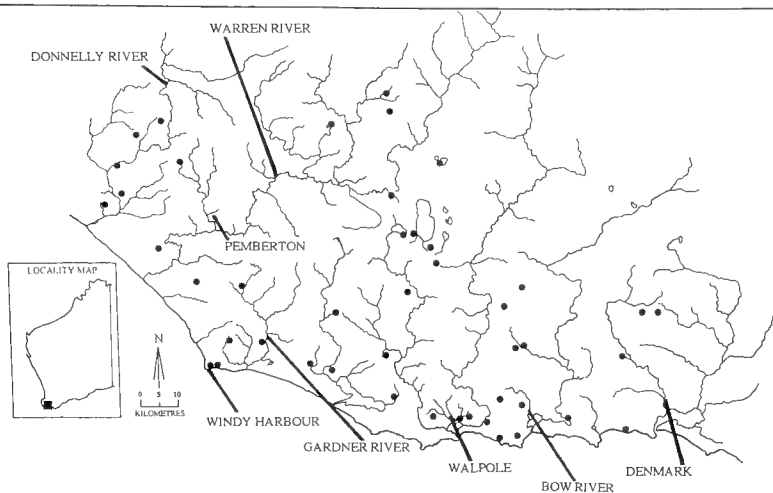 WARREN RIVER
DONNELLY RIVER
PEMBERTON
LOCALITY MAP
N
0 5 10
KILOMETRES
WINDY HARBOUR
GARDNER RIVER
WALPOLE
BOW RIVER
DENMARK